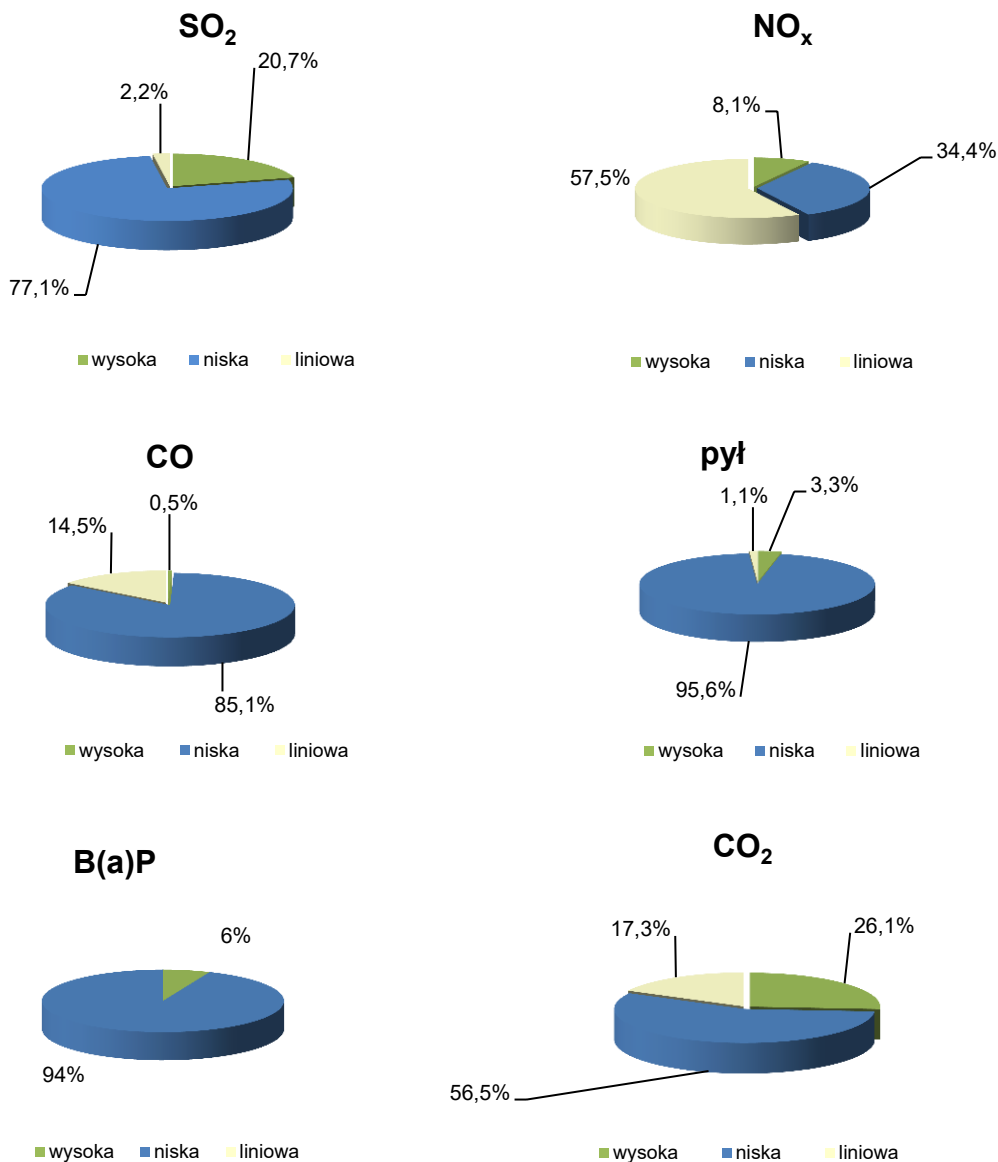 SO₂
20,7%
2,2%
77,1%
wysoka niska liniowa
NOₓ
8,1%
34,4%
57,5%
wysoka niska liniowa
CO
0,5%
14,5%
85,1%
wysoka niska liniowa
pył
1,1%
3,3%
95,6%
wysoka niska liniowa
B(a)P
6%
94%
wysoka niska liniowa
CO₂
17,3%
26,1%
56,5%
wysoka niska liniowa